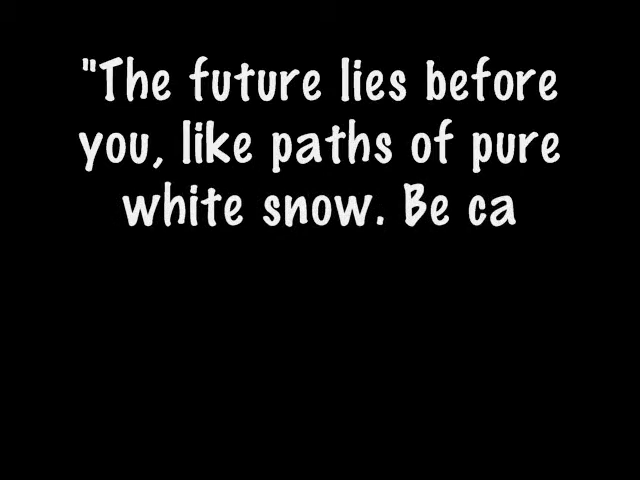 "The future lies before
you, like paths of pure
white snow. Be ca